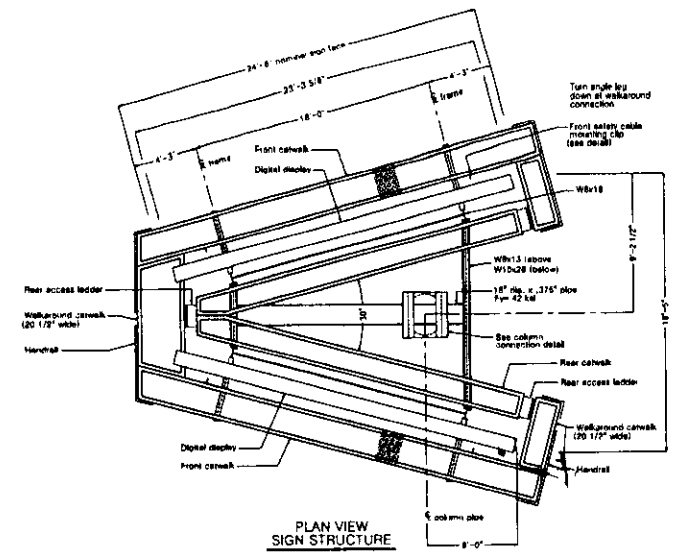 24'-8" nominal sign face
23'-3 5/8"
18'-0"
4'-3"
4'-3"
℄ frame
℄ frame
Turn angle leg
down at walkaround
connection
Front safety cable
mounting clip
(see detail)
Front catwalk
Digital display
W8x18
W8x13 (above
W10x26 (below)
9'-2 1/2"
18'-5"
18" dia. x .375" pipe
Fy= 42 ksi
Rear access ladder
Walkaround catwalk
(20 1/2" wide)
Handrail
30°
See column
connection detail
Rear catwalk
Rear access ladder
Walkaround catwalk
(20 1/2" wide)
Handrail
Digital display
Front catwalk
℄ column pipe
PLAN VIEW
SIGN STRUCTURE